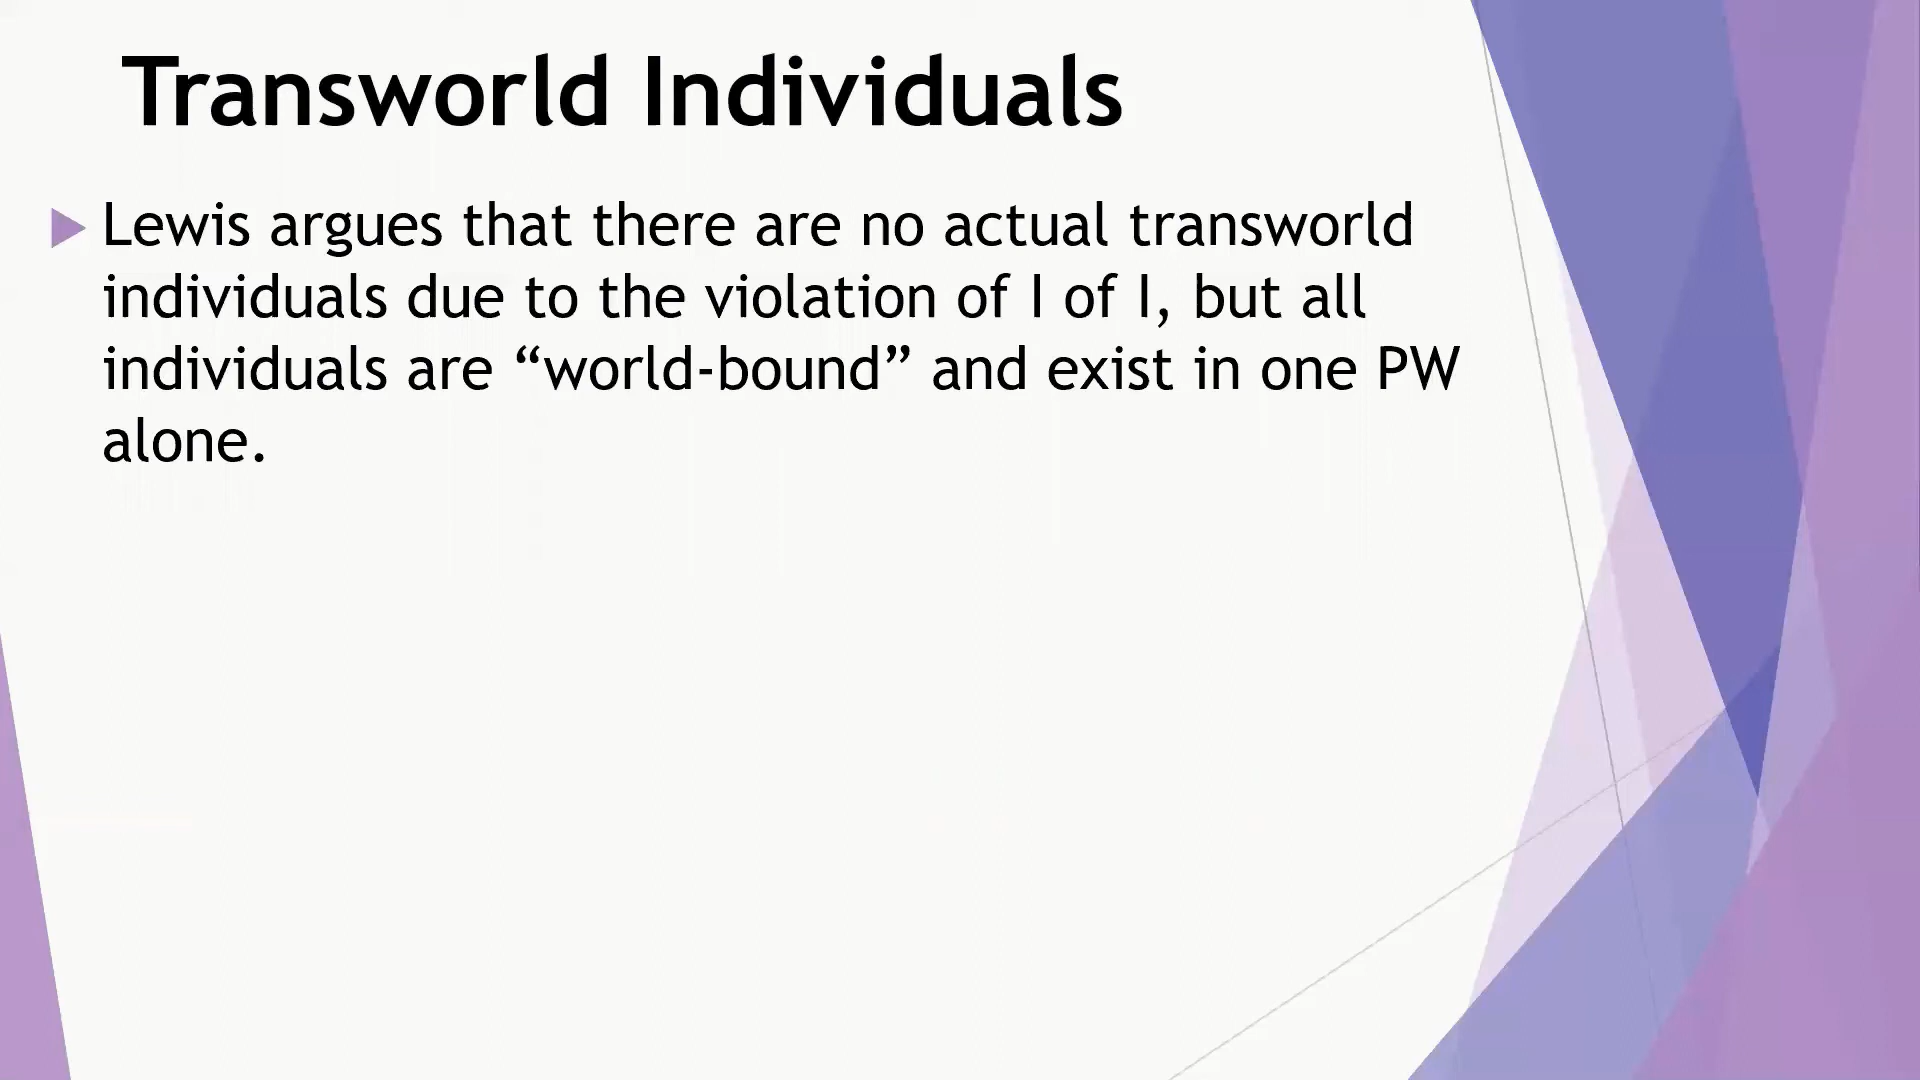 Transworld Individuals
Lewis argues that there are no actual transworld
individuals due to the violation of I of I, but all
individuals are “world-bound” and exist in one PW
alone.